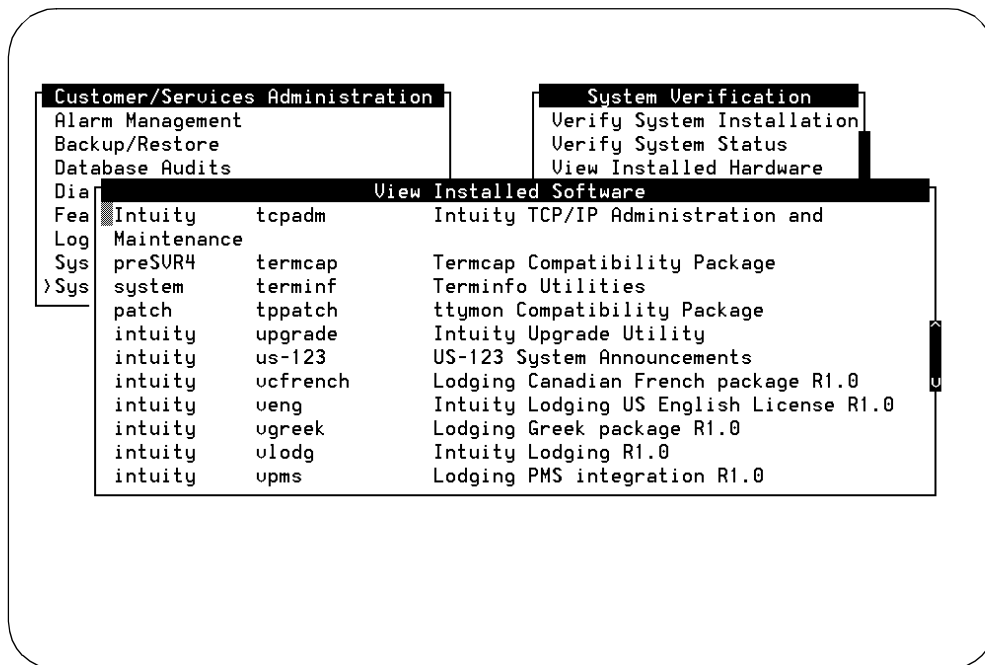 Customer/Services Administration
Alarm Management
Backup/Restore
Database Audits
Dia
Fea
Log
Sys
>Sys
System Verification
Verify System Installation
Verify System Status
View Installed Hardware
View Installed Software
Intuity tcpadm Intuity TCP/IP Administration and
Maintenance
preSVR4 termcap Termcap Compatibility Package
system terminf Terminfo Utilities
patch tppatch ttymon Compatibility Package
intuity upgrade Intuity Upgrade Utility
intuity us-123 US-123 System Announcements
intuity vcfrench Lodging Canadian French package R1.0
intuity veng Intuity Lodging US English License R1.0
intuity vgreek Lodging Greek package R1.0
intuity vlodg Intuity Lodging R1.0
intuity vpms Lodging PMS integration R1.0
^
v